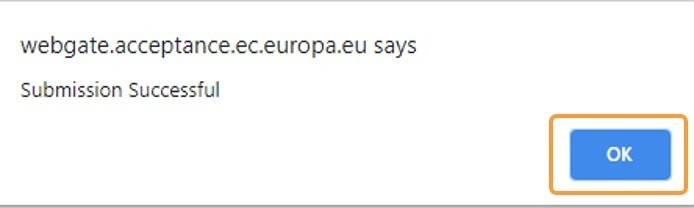 webgate.acceptance.ec.europa.eu says
Submission Successful
OK